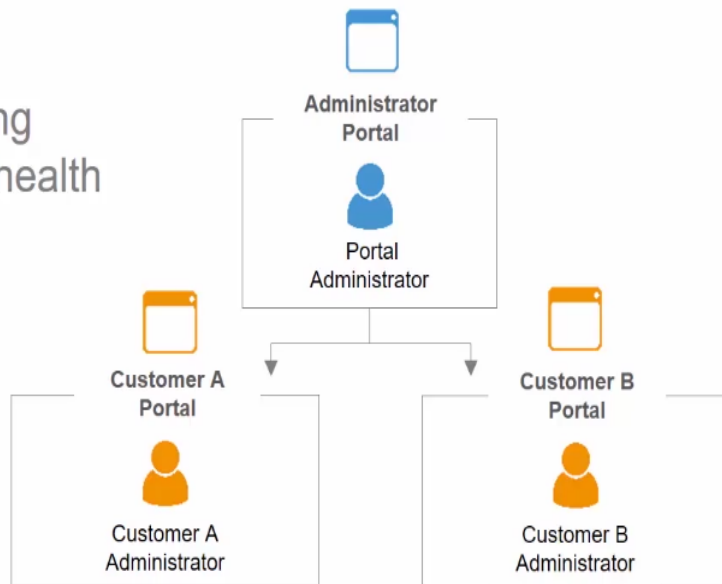 ng
health
Administrator
Portal
Portal
Administrator
Customer A
Portal
Customer B
Portal
Customer A
Administrator
Customer B
Administrator